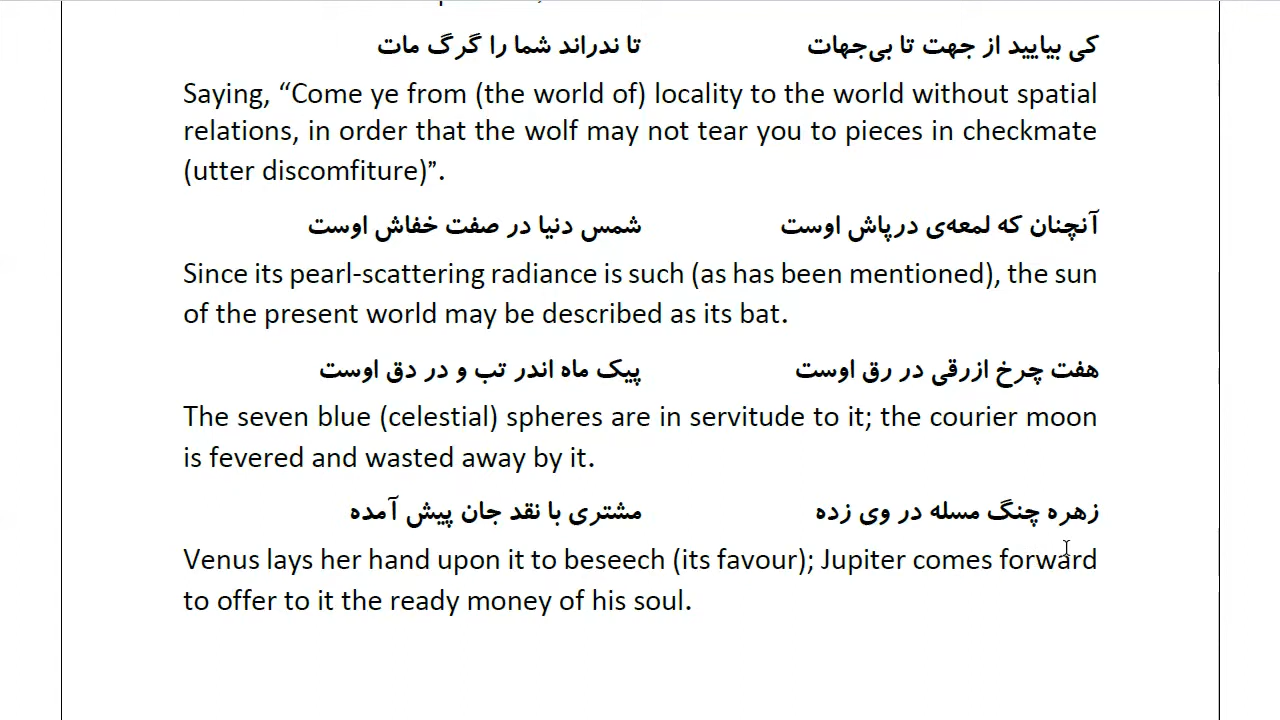 کی بیایید از جهت تا بی‌جهات تا ندراند شما را گرگ مات
Saying, “Come ye from (the world of) locality to the world without spatial
relations, in order that the wolf may not tear you to pieces in checkmate
(utter discomfiture)”.
آنچنان که لمعه‌ی درپاش اوست شمس دنیا در صفت خفاش اوست
Since its pearl-scattering radiance is such (as has been mentioned), the sun
of the present world may be described as its bat.
هفت چرخ ازرقی در رق اوست پیک ماه اندر تب و در دق اوست
The seven blue (celestial) spheres are in servitude to it; the courier moon
is fevered and wasted away by it.
زهره چنگ مسله در وی زده مشتری با نقد جان پیش آمده
Venus lays her hand upon it to beseech (its favour); Jupiter comes forward
to offer to it the ready money of his soul.